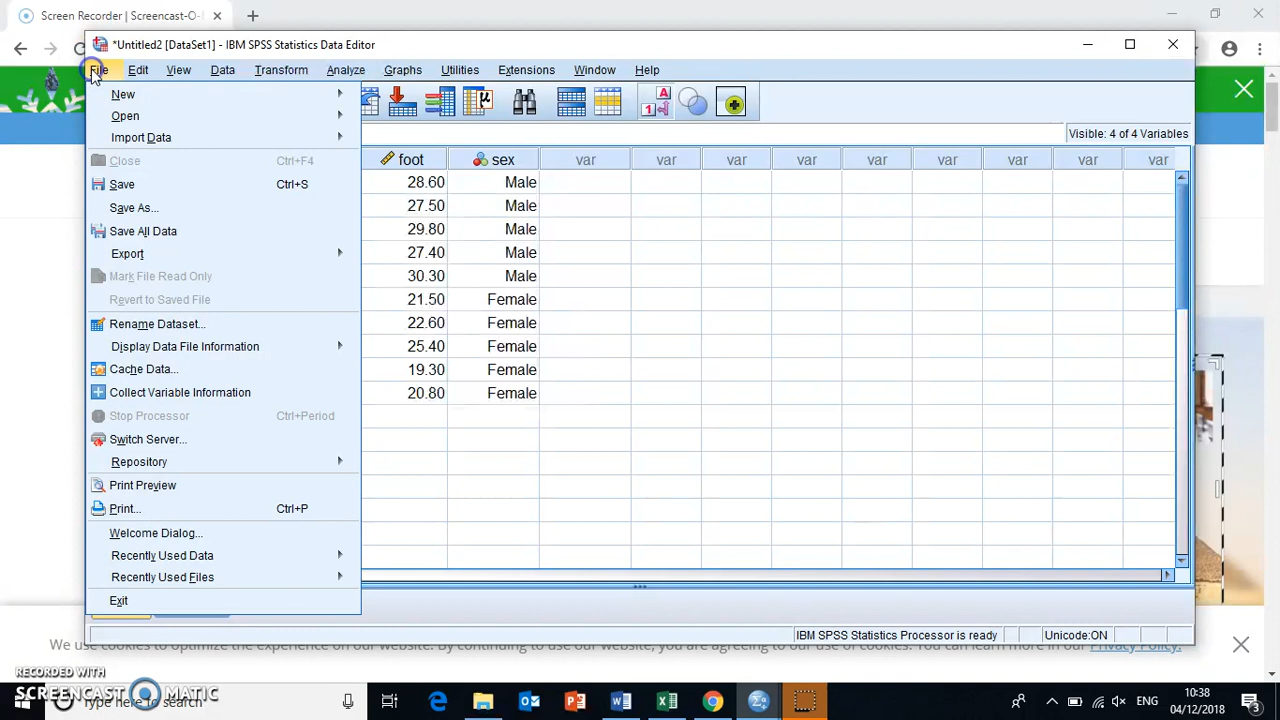 Screen Recorder | Screencast-O-
*Untitled2 [DataSet1] - IBM SPSS Statistics Data Editor
File Edit View Data Transform Analyze Graphs Utilities Extensions Window Help
New
Open
Import Data
Close Ctrl+F4
Save Ctrl+S
Save As...
Save All Data
Export
Mark File Read Only
Revert to Saved File
Rename Dataset...
Display Data File Information
Cache Data...
Collect Variable Information
Stop Processor Ctrl+Period
Switch Server...
Repository
Print Preview
Print... Ctrl+P
Welcome Dialog...
Recently Used Data
Recently Used Files
Exit
Visible: 4 of 4 Variables
foot sex var var var var var var var var var
28.60 Male
27.50 Male
29.80 Male
27.40 Male
30.30 Male
21.50 Female
22.60 Female
25.40 Female
19.30 Female
20.80 Female
IBM SPSS Statistics Processor is ready Unicode:ON
We use cookies to optimize the experience on our website. By continuing to use our website, you are agreeing to our use of cookies. You can learn more in our Privacy Policy.
RECORDED WITH
SCREENCAST MATIC
Type here to search
ENG
10:38
04/12/2018
3